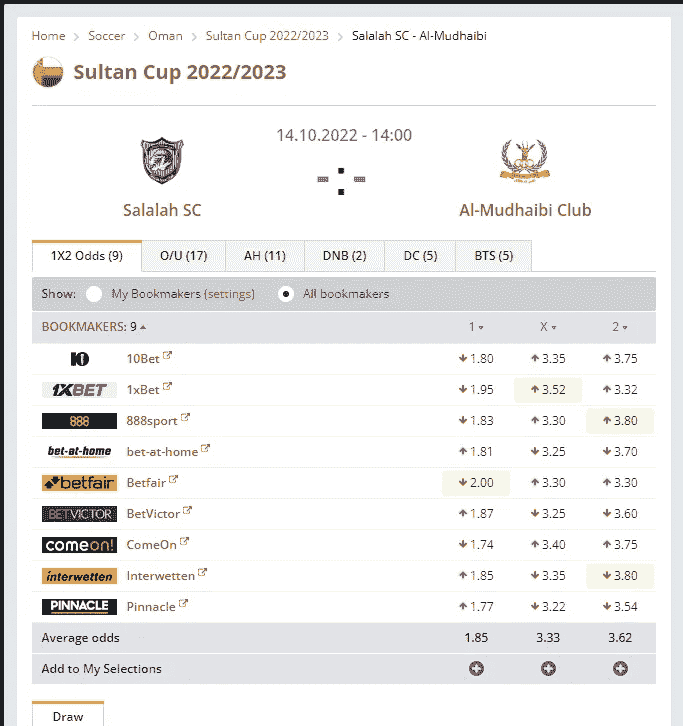 Home > Soccer > Oman > Sultan Cup 2022/2023 > Salalah SC - Al-Mudhaibi
Sultan Cup 2022/2023
14.10.2022 - 14:00
Salalah SC
Al-Mudhaibi Club
1X2 Odds (9) O/U (17) AH (11) DNB (2) DC (5) BTS (5)
Show: My Bookmakers (settings) All bookmakers
BOOKMAKERS: 9 1 X 2
10 10Bet 1.80 3.35 3.75
1XBET 1xBet 1.95 3.52 3.32
888 888sport 1.83 3.30 3.80
bet-at-home bet-at-home 1.81 3.25 3.70
betfair Betfair 2.00 3.30 3.30
BETVICTOR BetVictor 1.87 3.25 3.60
comeon! ComeOn 1.74 3.40 3.75
interwetten Interwetten 1.85 3.35 3.80
PINNACLE Pinnacle 1.77 3.22 3.54
Average odds 1.85 3.33 3.62
Add to My Selections
Draw